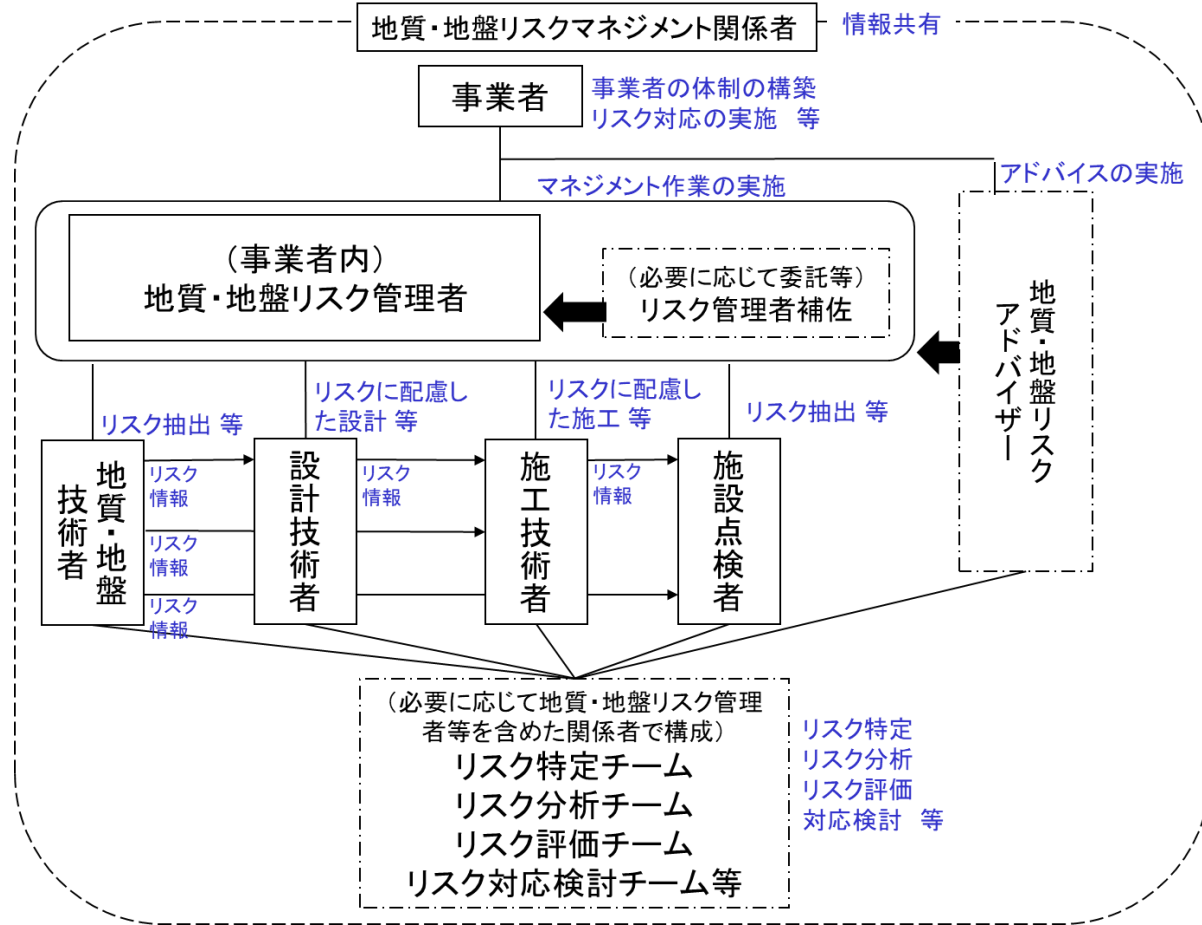 地質・地盤リスクマネジメント関係者
情報共有
事業者
事業者の体制の構築
リスク対応の実施 等
マネジメント作業の実施
アドバイスの実施
（事業者内）
地質・地盤リスク管理者
（必要に応じて委託等）
リスク管理者補佐
地質・地盤リスク
アドバイザー
リスク抽出 等
リスクに配慮し
た設計 等
リスクに配慮し
た施工 等
リスク抽出 等
地質・地盤
技術者
リスク
情報
リスク
情報
リスク
情報
設計技術者
リスク
情報
施工技術者
リスク
情報
施設点検者
（必要に応じて地質・地盤リスク管理
者等を含めた関係者で構成）
リスク特定チーム
リスク分析チーム
リスク評価チーム
リスク対応検討チーム等
リスク特定
リスク分析
リスク評価
対応検討 等